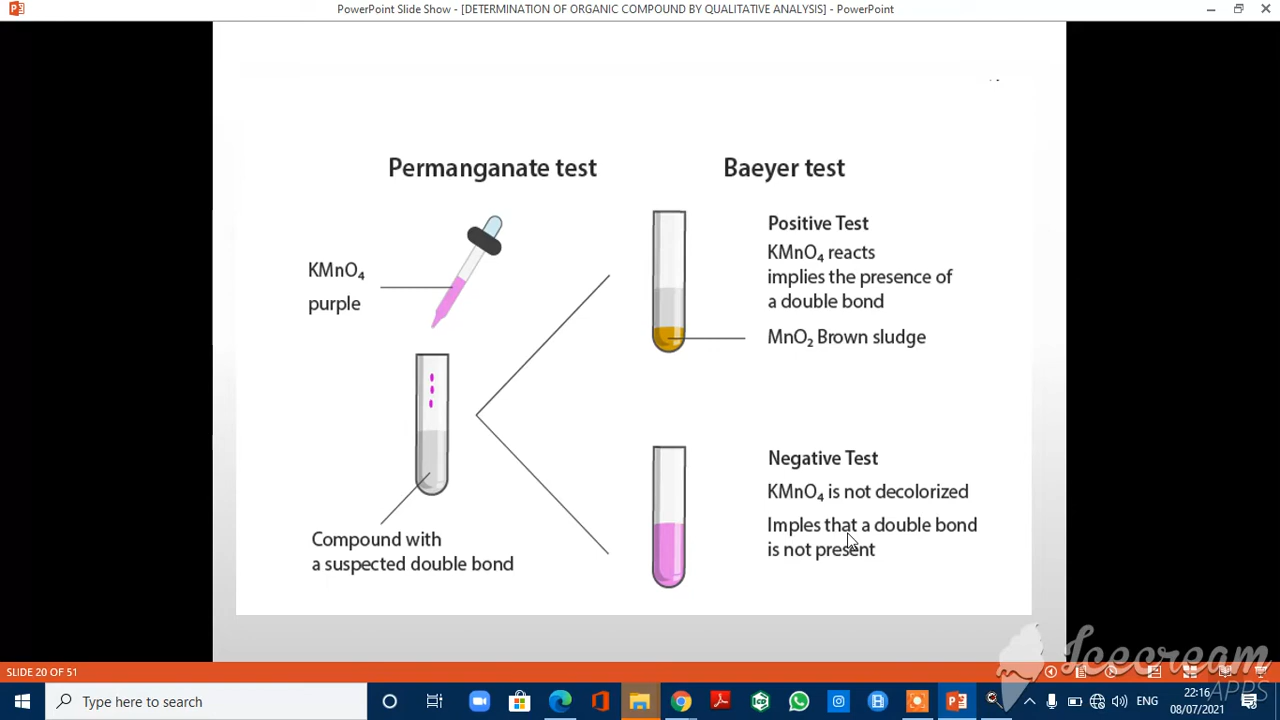 PowerPoint Slide Show - [DETERMINATION OF ORGANIC COMPOUND BY QUALITATIVE ANALYSIS] - PowerPoint
Permanganate test
Baeyer test
KMnO₄
purple
Compound with
a suspected double bond
Positive Test
KMnO₄ reacts
implies the presence of
a double bond
MnO₂ Brown sludge
Negative Test
KMnO₄ is not decolorized
Imples that a double bond
is not present
Icecream
APPS
SLIDE 20 OF 51
Type here to search
ENG
22:16
08/07/2021